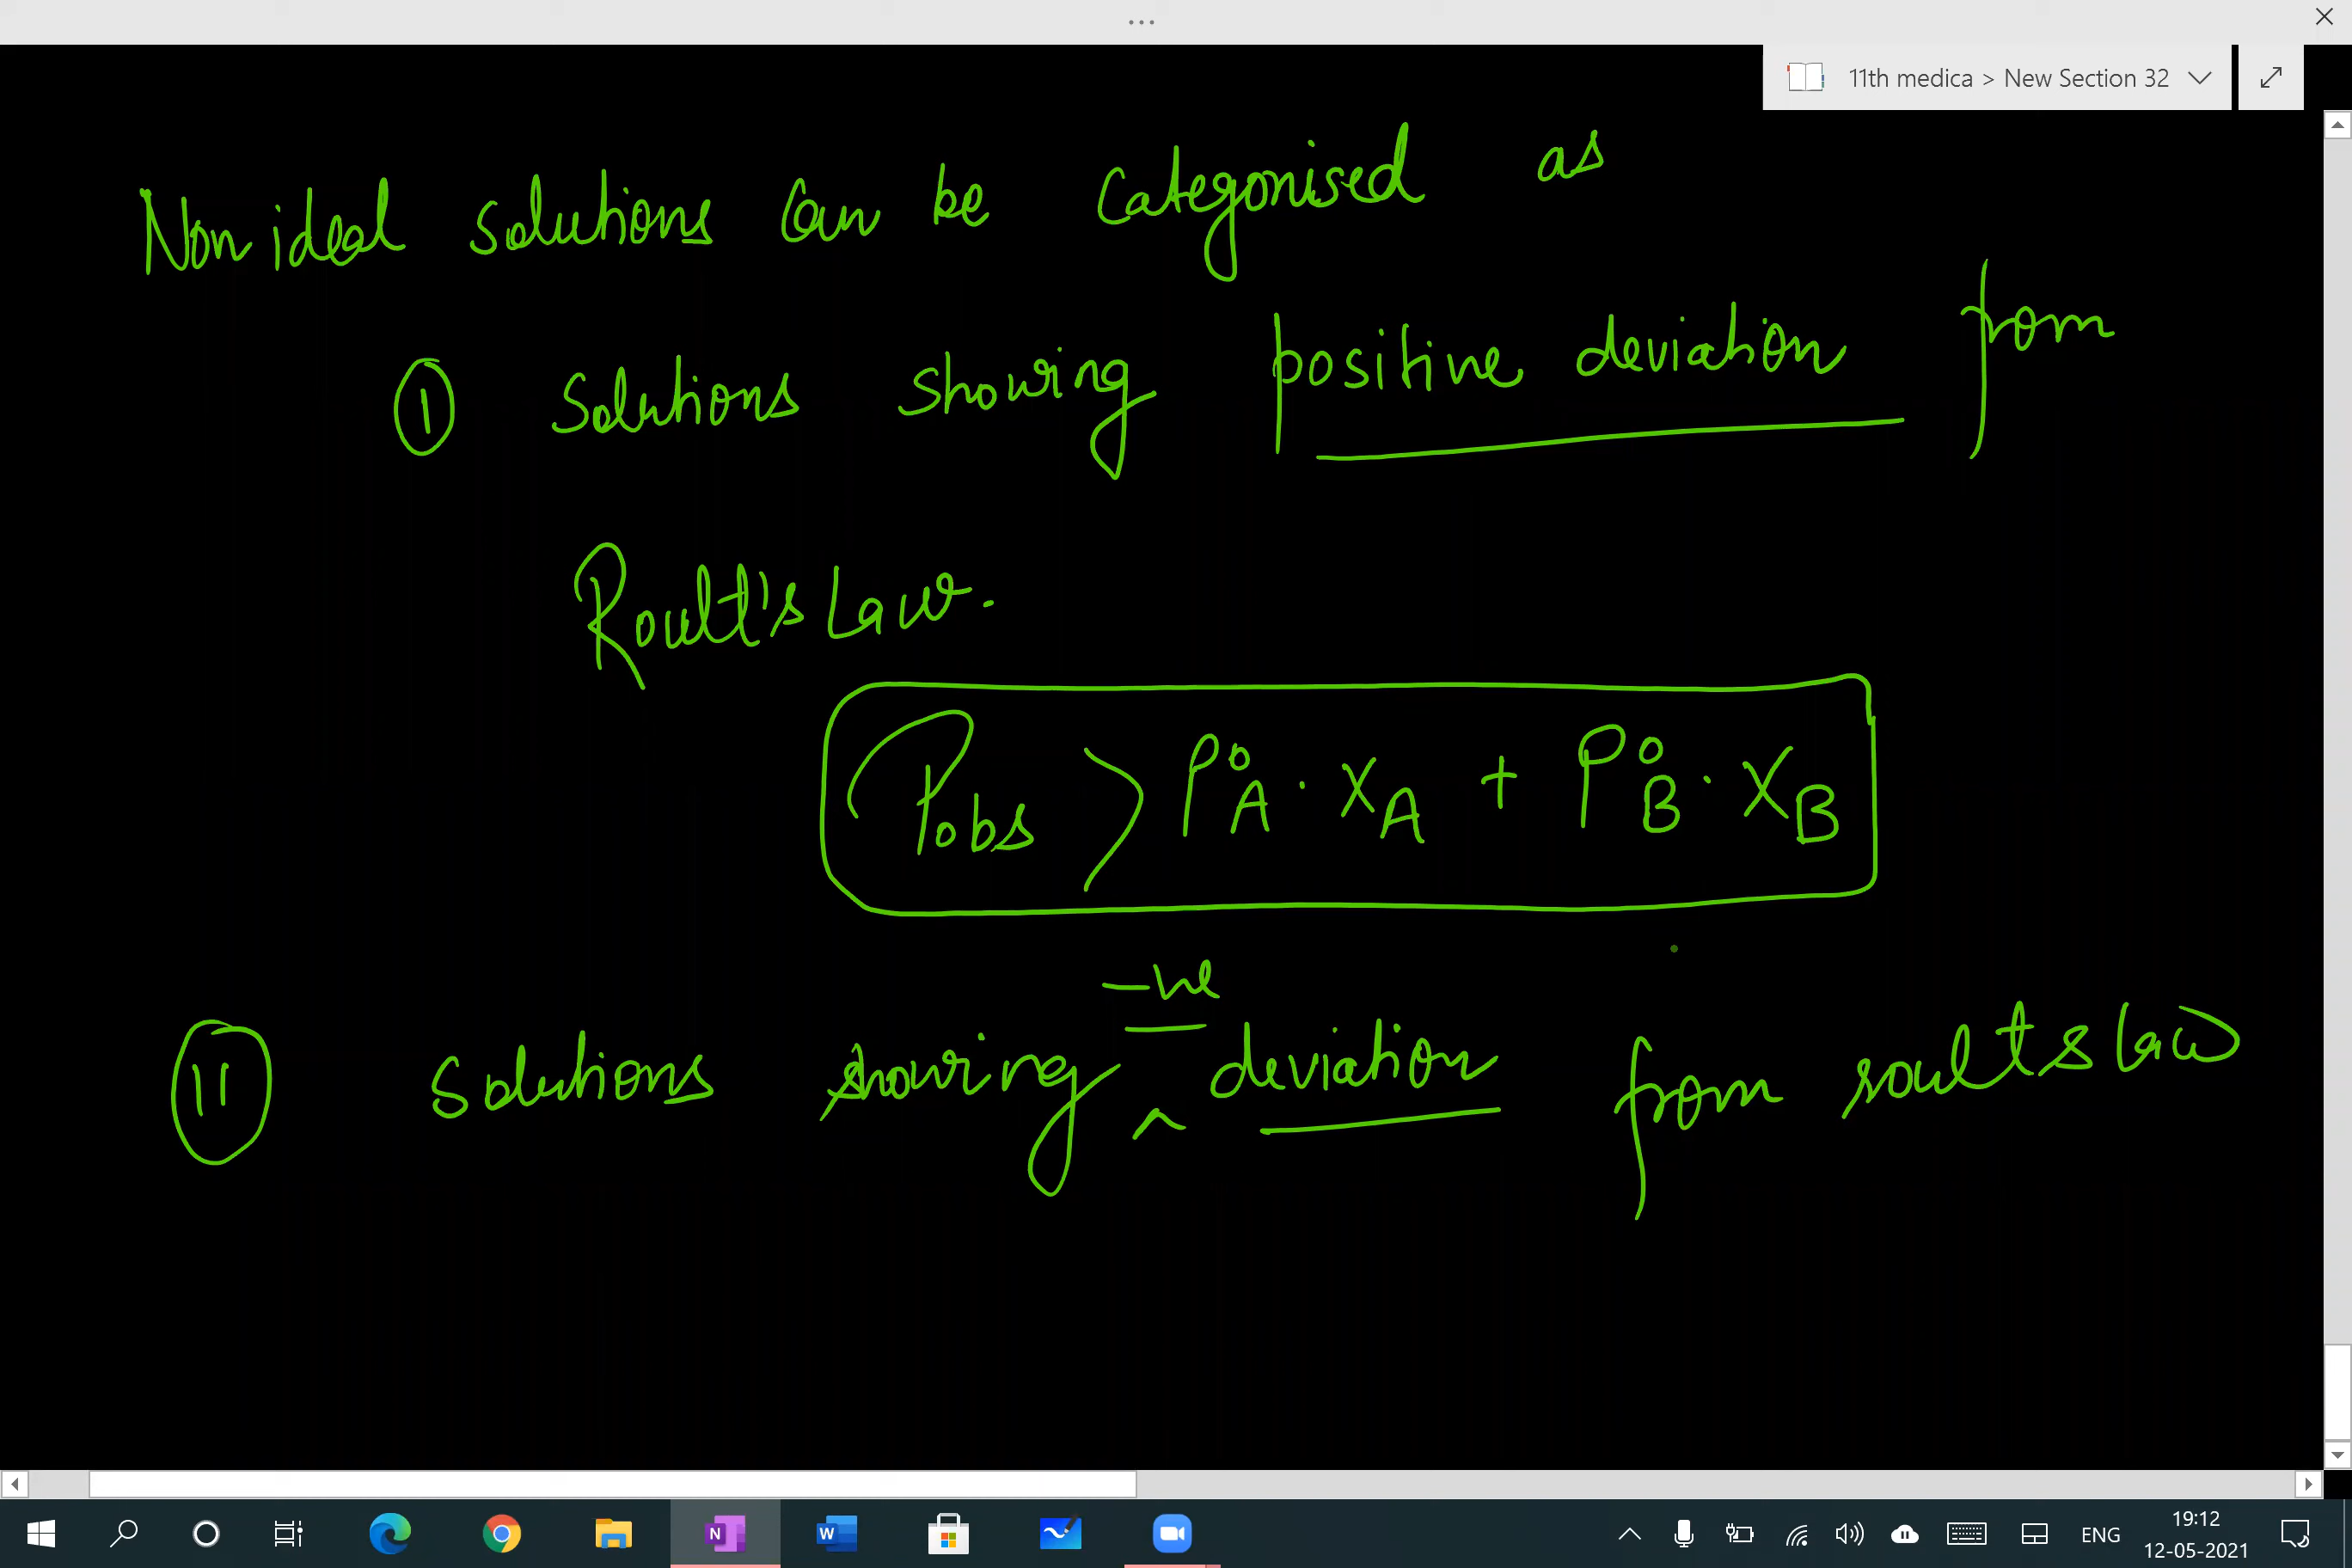 ...
11th medica > New Section 32
Non ideal solutions can be categorised as
① Solutions showing positive deviation from
Roult's Law.
Pobs > P°A · XA + P°B · XB
-ve
II solutions showing ^ deviation from roults law
N
W
ENG
19:12
12-05-2021